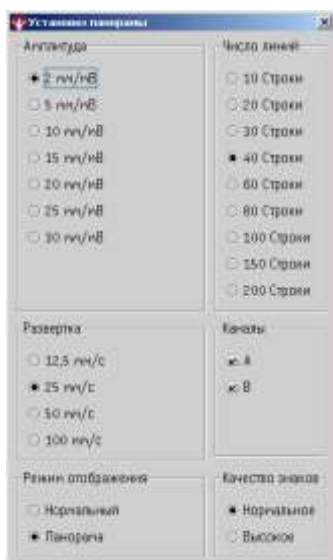 Установки панорамы
Амплитуда
2 мм/мВ
5 мм/мВ
10 мм/мВ
15 мм/мВ
20 мм/мВ
25 мм/мВ
30 мм/мВ
Число линий
10 Строки
20 Строки
30 Строки
40 Строки
60 Строки
80 Строки
100 Строки
150 Строки
200 Строки
Развертка
12,5 мм/с
25 мм/с
50 мм/с
100 мм/с
Каналы
A
B
Режим отображения
Нормальный
Панорама
Качество знаков
Нормальное
Высокое